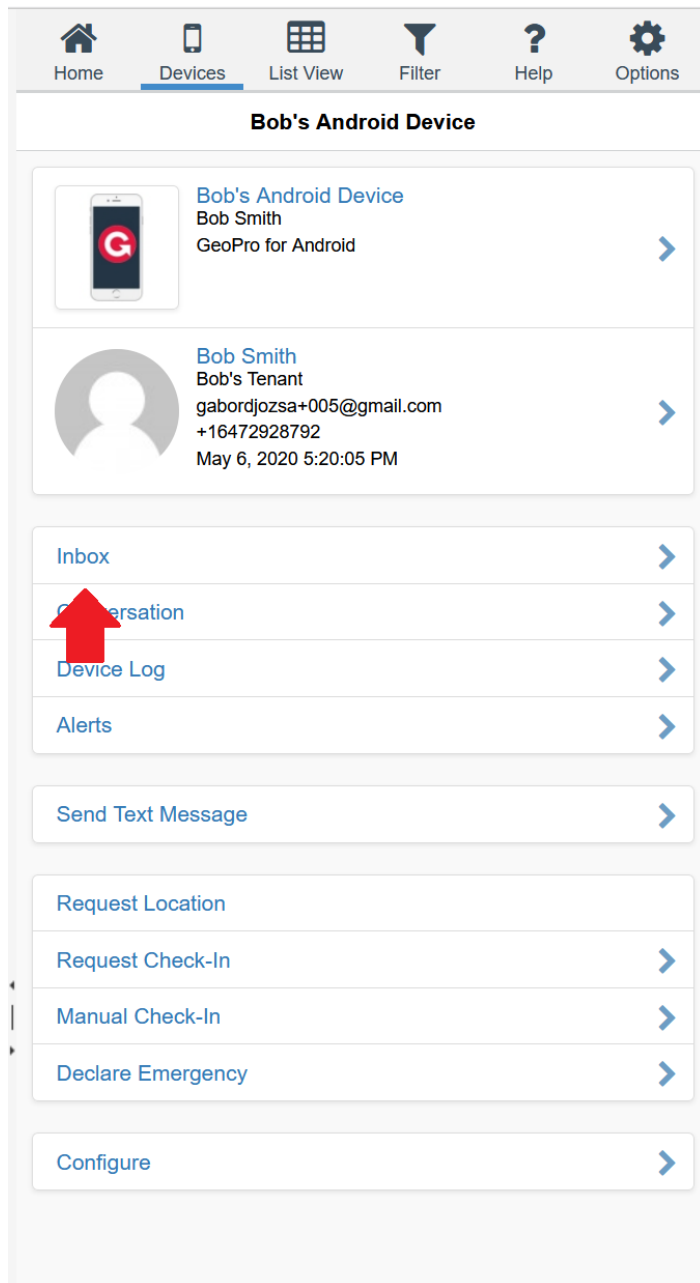 Home Devices List View Filter Help Options
Bob's Android Device
Bob's Android Device
Bob Smith
GeoPro for Android
Bob Smith
Bob's Tenant
gabordjozsa+005@gmail.com
+16472928792
May 6, 2020 5:20:05 PM
Inbox
Conversation
Device Log
Alerts
Send Text Message
Request Location
Request Check-In
Manual Check-In
Declare Emergency
Configure